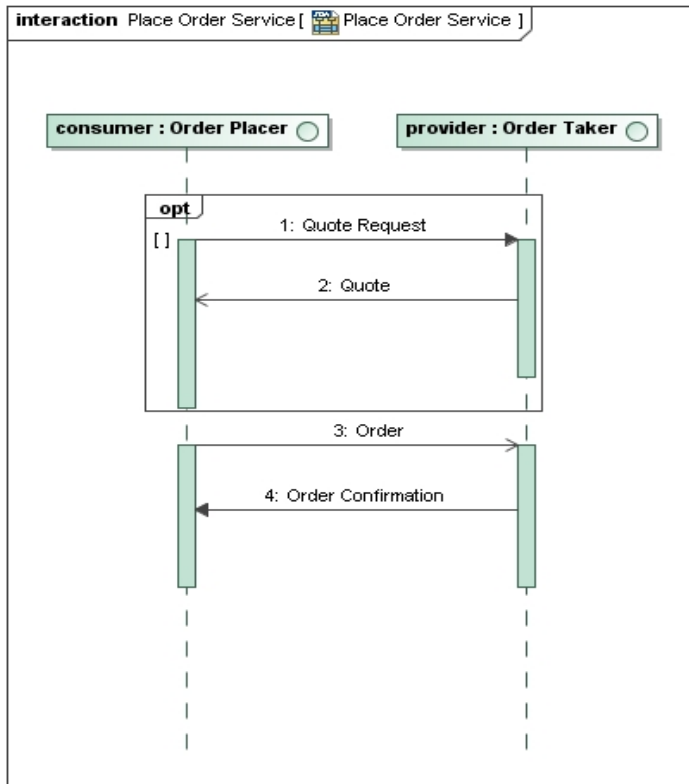 interaction Place Order Service [ Place Order Service ]
consumer : Order Placer
provider : Order Taker
opt
[ ]
1: Quote Request
2: Quote
3: Order
4: Order Confirmation